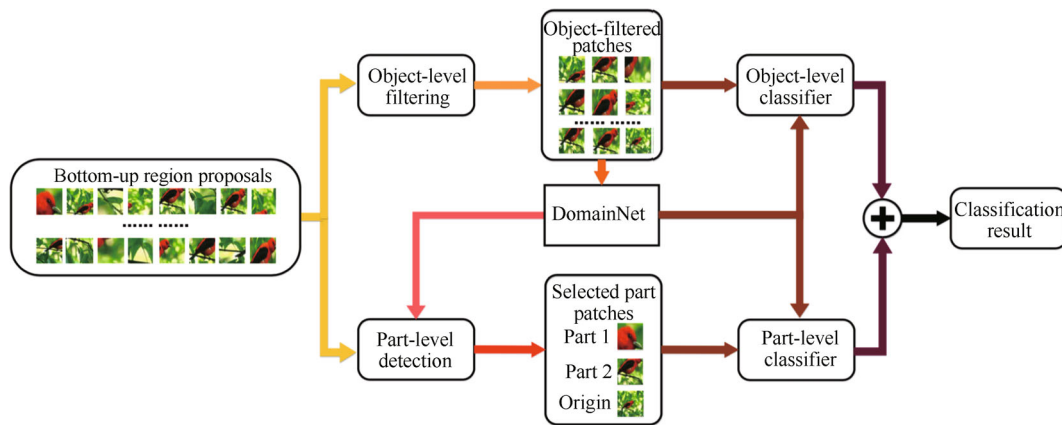 Bottom-up region proposals
Object-level
filtering
Object-filtered
patches
Object-level
classifier
DomainNet
Classification
result
Part-level
detection
Selected part
patches
Part 1
Part 2
Origin
Part-level
classifier